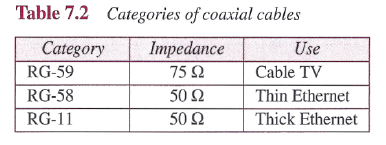 Table 7.2 Categories of coaxial cables
Category Impedance Use
RG-59 75 Ω Cable TV
RG-58 50 Ω Thin Ethernet
RG-11 50 Ω Thick Ethernet